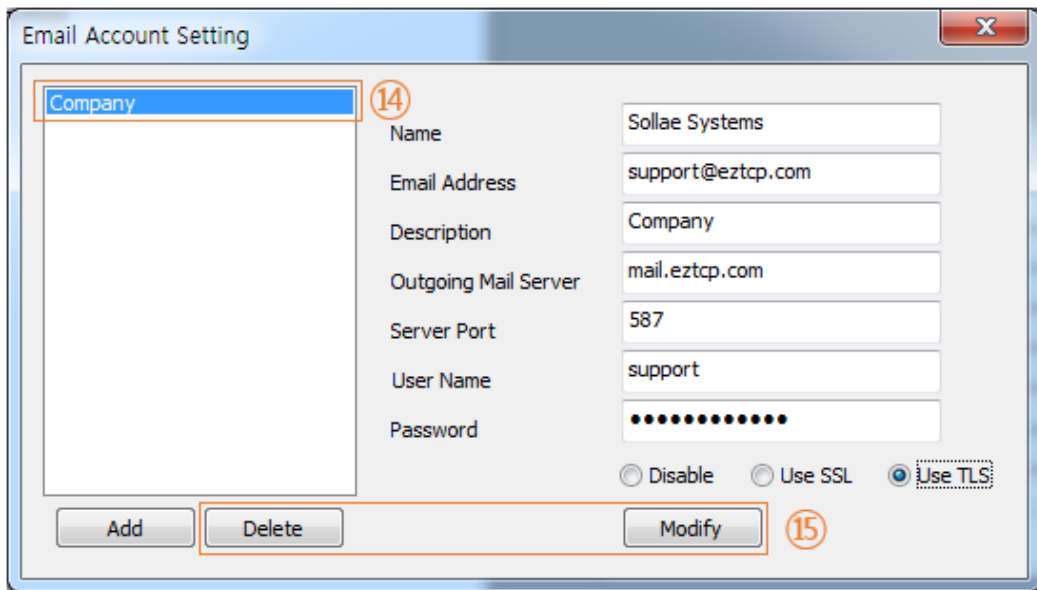 Email Account Setting
Company
⑭
Name
Sollae Systems
Email Address
support@eztcp.com
Description
Company
Outgoing Mail Server
mail.eztcp.com
Server Port
587
User Name
support
Password
••••••••••••
Disable
Use SSL
Use TLS
Add
Delete
Modify
⑮